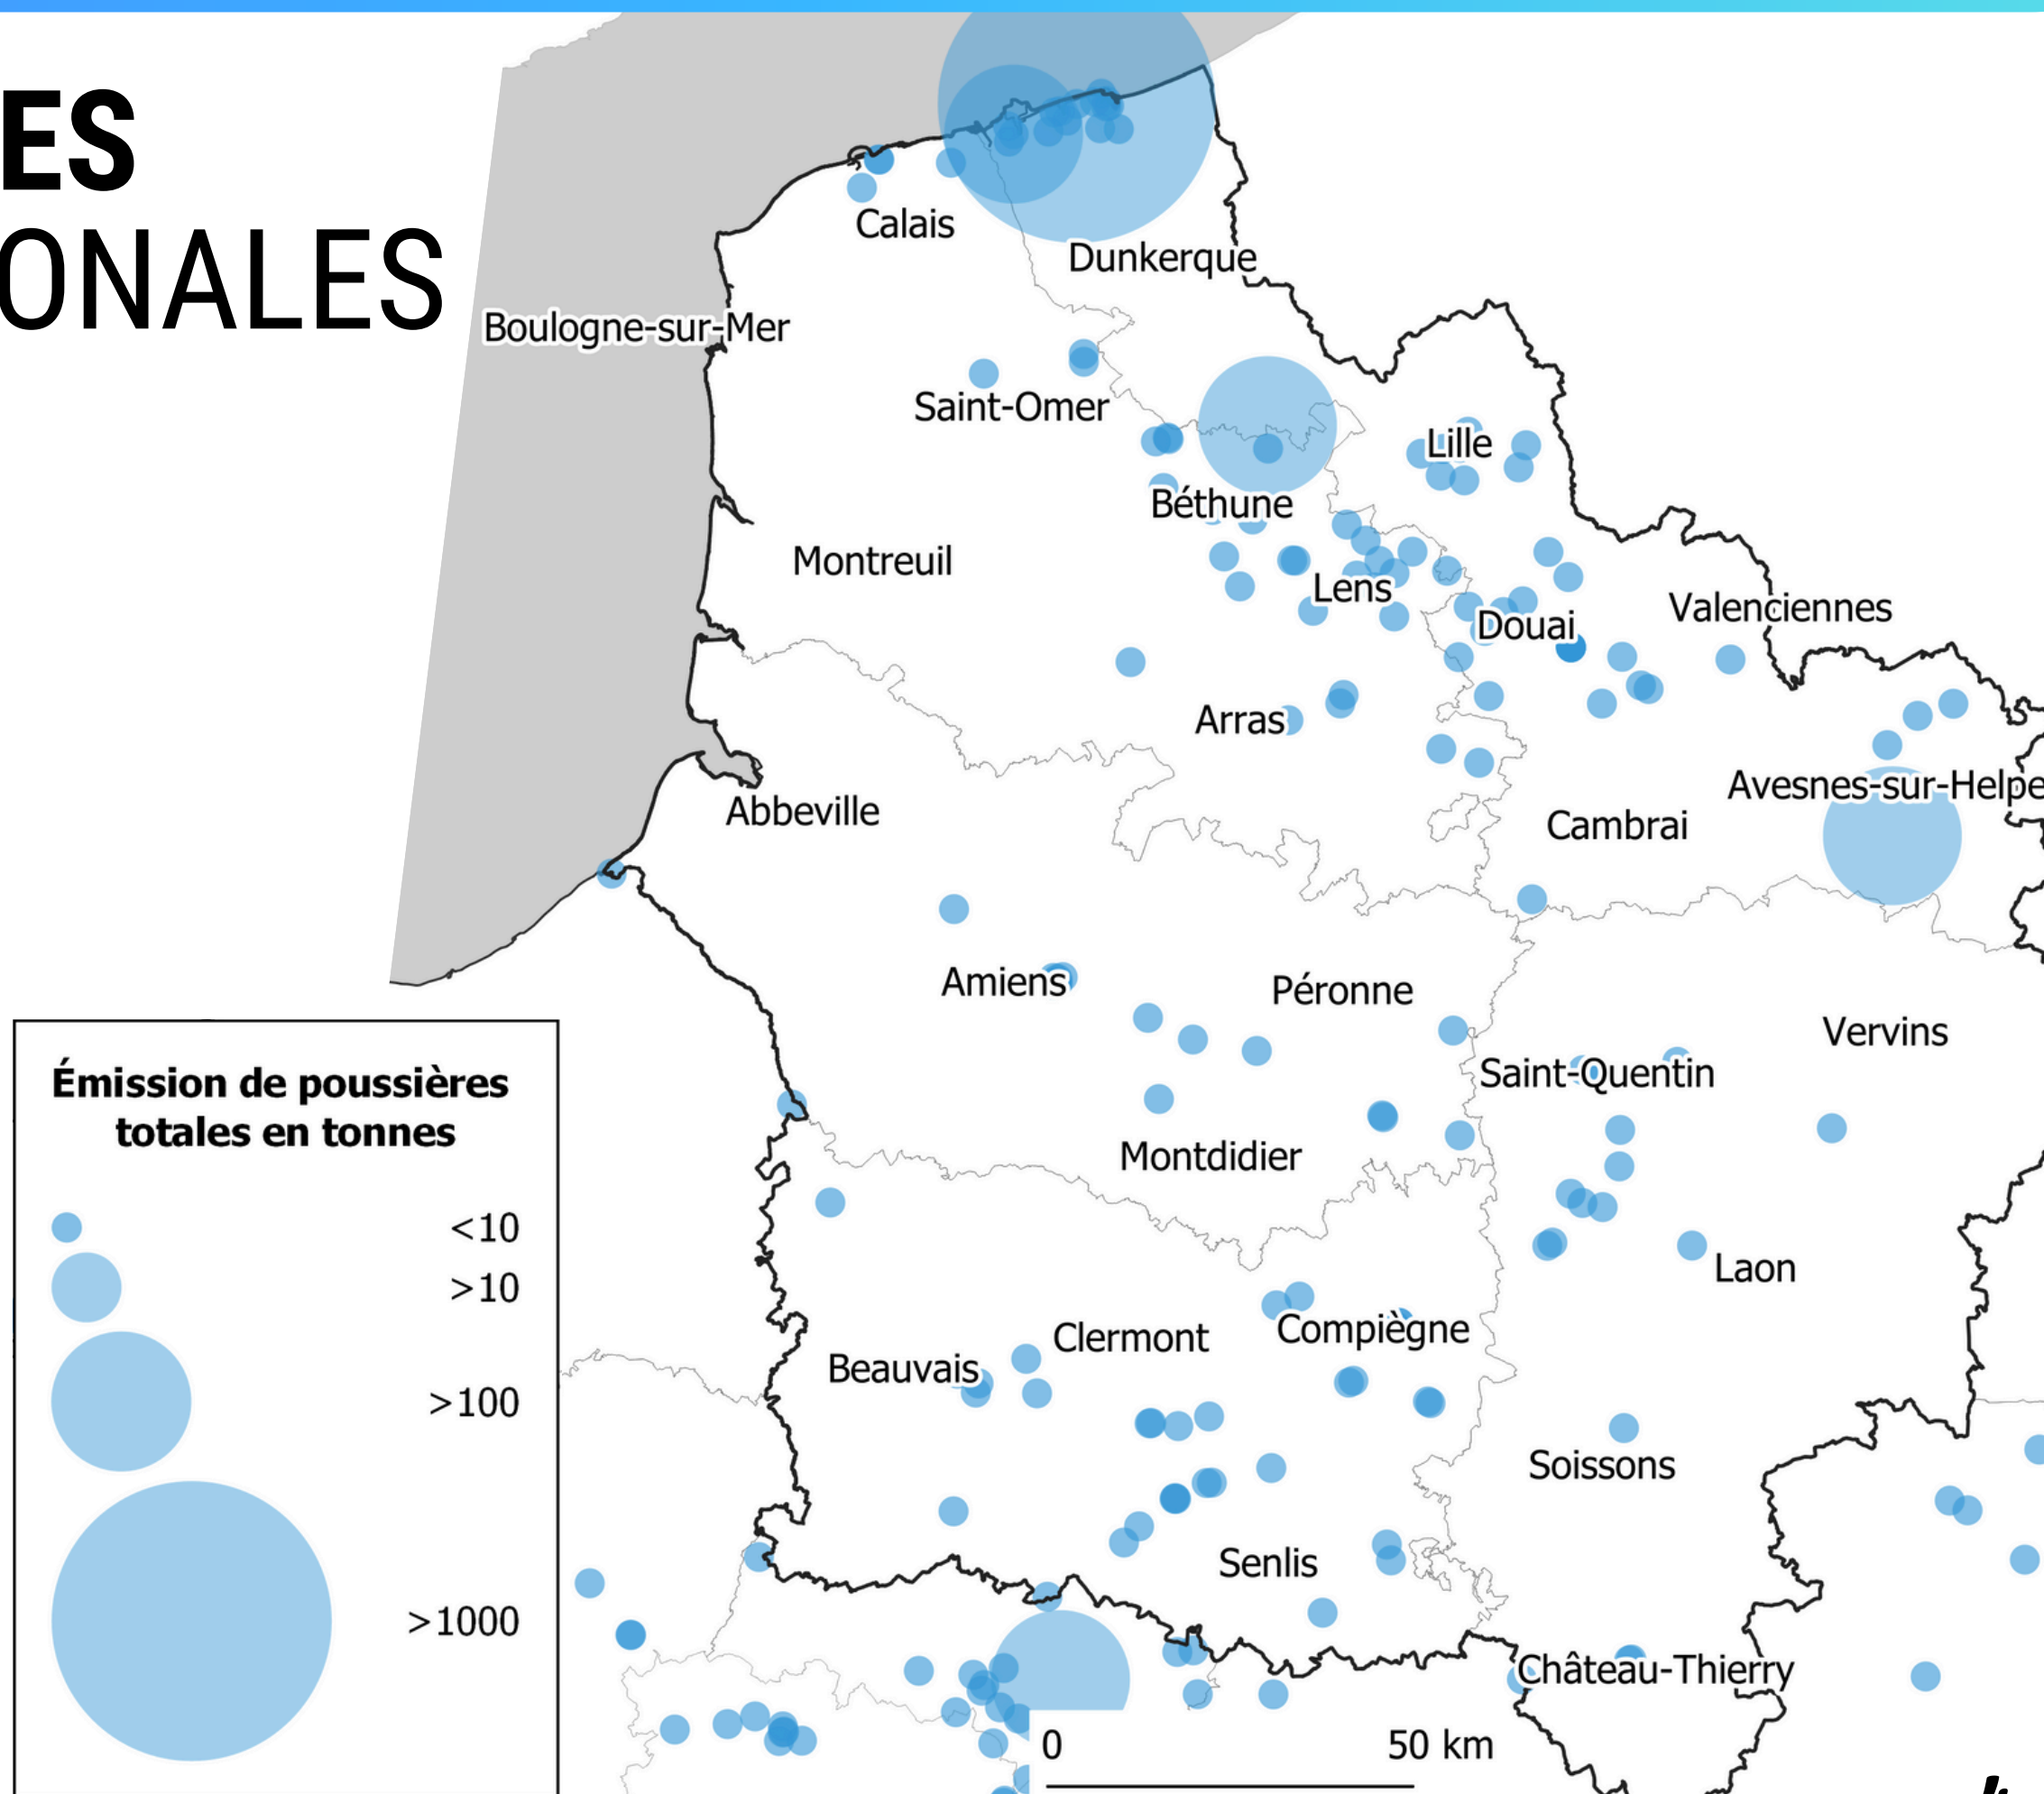 ES
ONALES
Calais
Dunkerque
Boulogne-sur-Mer
Saint-Omer
Lille
Béthune
Montreuil
Lens
Douai
Valenciennes
Arras
Avesnes-sur-Helpe
Abbeville
Cambrai
Amiens
Péronne
Vervins
Saint-Quentin
Montdidier
Laon
Clermont
Compiègne
Beauvais
Soissons
Senlis
Château-Thierry
Émission de poussières
totales en tonnes
<10
>10
>100
>1000
0 50 km